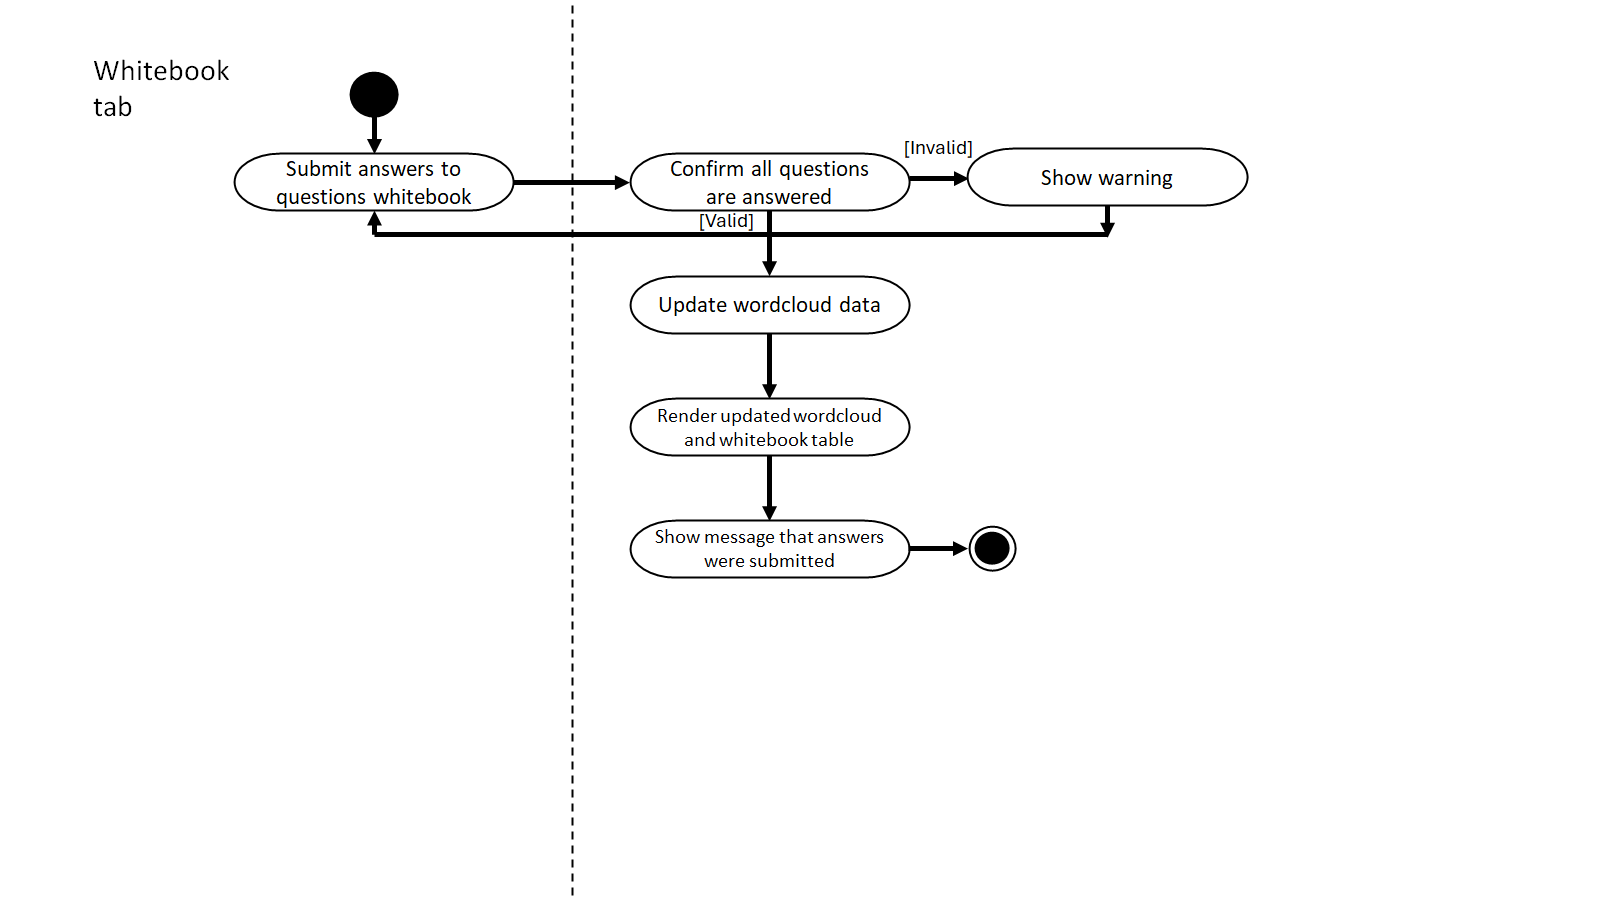 Whitebook
tab
Submit answers to
questions whitebook
Confirm all questions
are answered
[Invalid]
Show warning
[Valid]
Update wordcloud data
Render updated wordcloud
and whitebook table
Show message that answers
were submitted